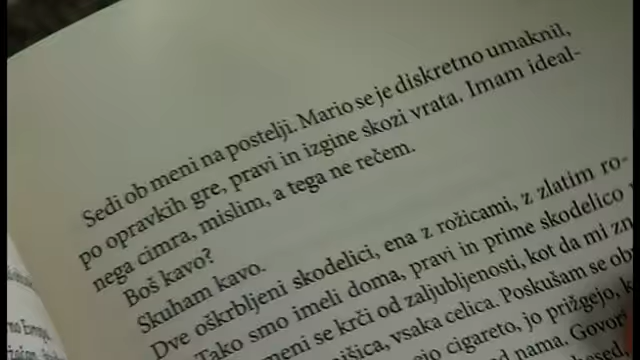 Sedi ob meni na postelji. Mario se je diskretno umaknil,
po opravkih gre, pravi in izgine skozi vrata. Imam ideal-
nega cimra, mislim, a tega ne rečem.
Boš kavo?
Skuham kavo.
Dve oškrbljeni skodelici, ena z rožicami, z zlatim ro-
Tako smo imeli doma, pravi in prime skodelico
meni se krči od zaljubljenosti, kot da mi
mišica, vsaka celica. Poskušam se
cigareto, jo prižgejo,
nad nama.